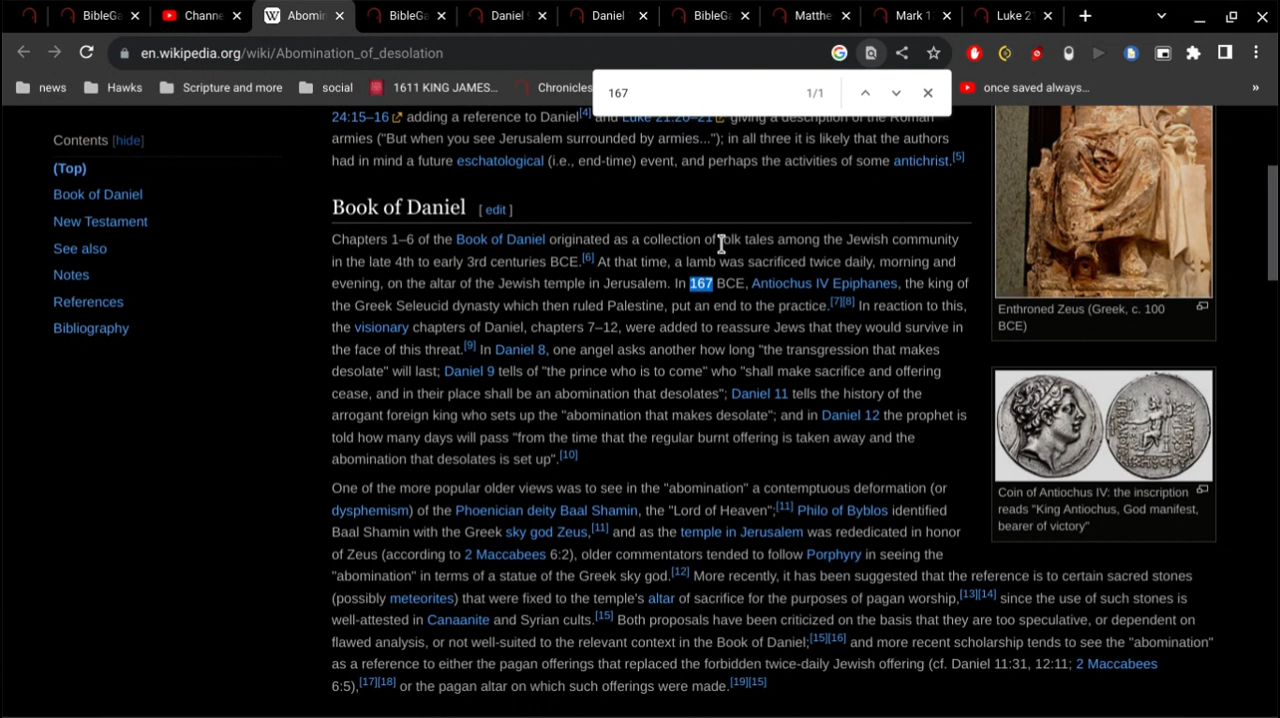 BibleGa
Channe
Abomin
BibleGa
Daniel
Daniel
BibleGa
Matthe
Mark 1
Luke 2
en.wikipedia.org/wiki/Abomination_of_desolation
news
Hawks
Scripture and more
social
1611 KING JAMES...
Chronicles
once saved always...
»
167
1/1
Contents [hide]
(Top)
Book of Daniel
New Testament
See also
Notes
References
Bibliography
24:15–16 adding a reference to Daniel[4] and Luke 21:20–21 giving a description of the Roman
armies ("But when you see Jerusalem surrounded by armies..."); in all three it is likely that the authors
had in mind a future eschatological (i.e., end-time) event, and perhaps the activities of some antichrist.[5]
Book of Daniel [ edit ]
Chapters 1–6 of the Book of Daniel originated as a collection of folk tales among the Jewish community
in the late 4th to early 3rd centuries BCE.[6] At that time, a lamb was sacrificed twice daily, morning and
evening, on the altar of the Jewish temple in Jerusalem. In 167 BCE, Antiochus IV Epiphanes, the king of
the Greek Seleucid dynasty which then ruled Palestine, put an end to the practice.[7][8] In reaction to this,
the visionary chapters of Daniel, chapters 7–12, were added to reassure Jews that they would survive in
the face of this threat.[9] In Daniel 8, one angel asks another how long "the transgression that makes
desolate" will last; Daniel 9 tells of "the prince who is to come" who "shall make sacrifice and offering
cease, and in their place shall be an abomination that desolates"; Daniel 11 tells the history of the
arrogant foreign king who sets up the "abomination that makes desolate"; and in Daniel 12 the prophet is
told how many days will pass "from the time that the regular burnt offering is taken away and the
abomination that desolates is set up".[10]
One of the more popular older views was to see in the "abomination" a contemptuous deformation (or
dysphemism) of the Phoenician deity Baal Shamin, the "Lord of Heaven";[11] Philo of Byblos identified
Baal Shamin with the Greek sky god Zeus,[11] and as the temple in Jerusalem was rededicated in honor
of Zeus (according to 2 Maccabees 6:2), older commentators tended to follow Porphyry in seeing the
"abomination" in terms of a statue of the Greek sky god.[12] More recently, it has been suggested that the reference is to certain sacred stones
(possibly meteorites) that were fixed to the temple's altar of sacrifice for the purposes of pagan worship,[13][14] since the use of such stones is
well-attested in Canaanite and Syrian cults.[15] Both proposals have been criticized on the basis that they are too speculative, or dependent on
flawed analysis, or not well-suited to the relevant context in the Book of Daniel;[15][16] and more recent scholarship tends to see the "abomination"
as a reference to either the pagan offerings that replaced the forbidden twice-daily Jewish offering (cf. Daniel 11:31, 12:11; 2 Maccabees
6:5),[17][18] or the pagan altar on which such offerings were made.[19][15]
Enthroned Zeus (Greek, c. 100
BCE)
Coin of Antiochus IV: the inscription
reads "King Antiochus, God manifest,
bearer of victory"